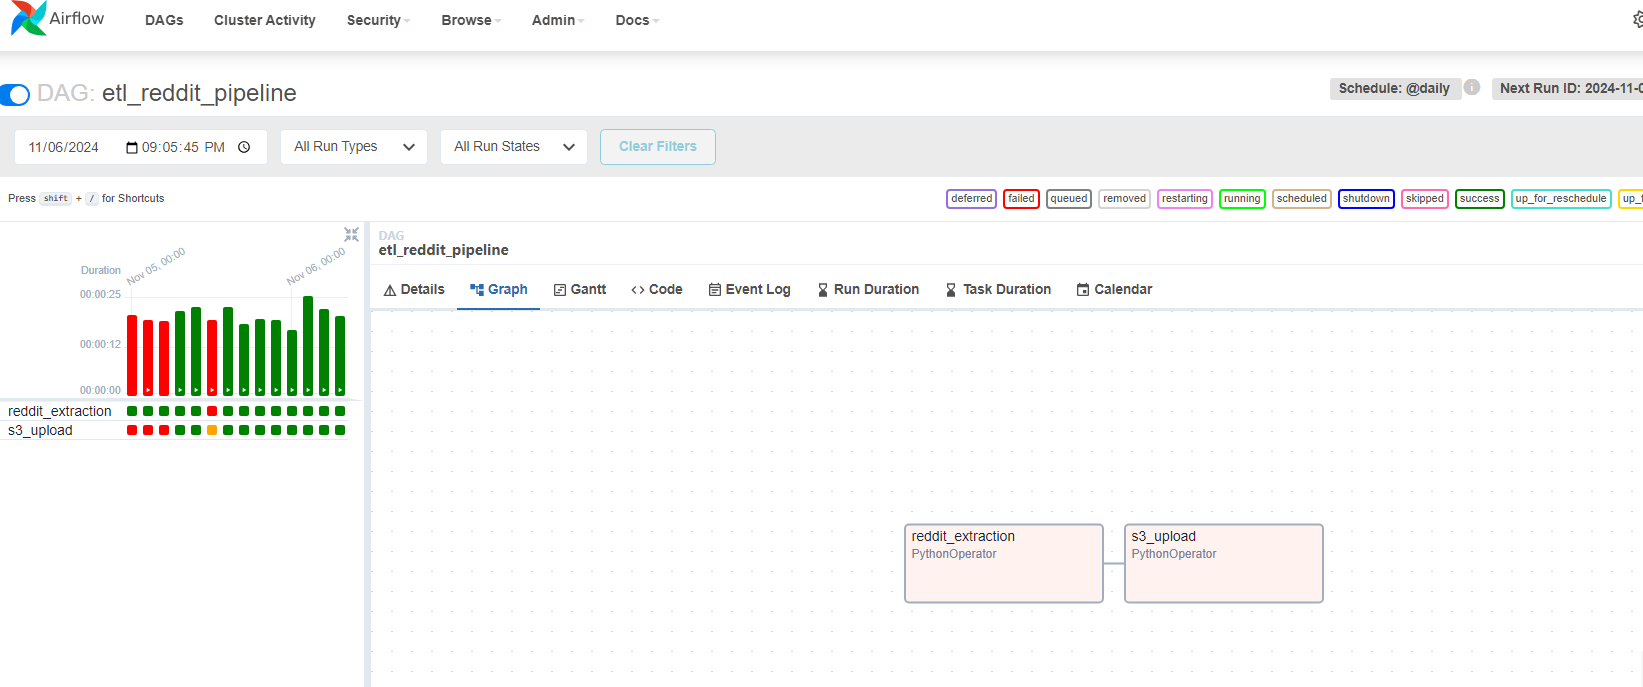 Airflow DAGs Cluster Activity Security Browse Admin Docs
DAG: etl_reddit_pipeline Schedule: @daily Next Run ID: 2024-11-0
11/06/2024 09:05:45 PM All Run Types All Run States Clear Filters
Press shift + / for Shortcuts deferred failed queued removed restarting running scheduled shutdown skipped success up_for_reschedule
DAG
etl_reddit_pipeline
Nov 05, 00:00 Nov 06, 00:00
Duration
00:00:25
00:00:12
00:00:00
reddit_extraction
s3_upload
Details Graph Gantt <> Code Event Log Run Duration Task Duration Calendar
reddit_extraction
PythonOperator
s3_upload
PythonOperator